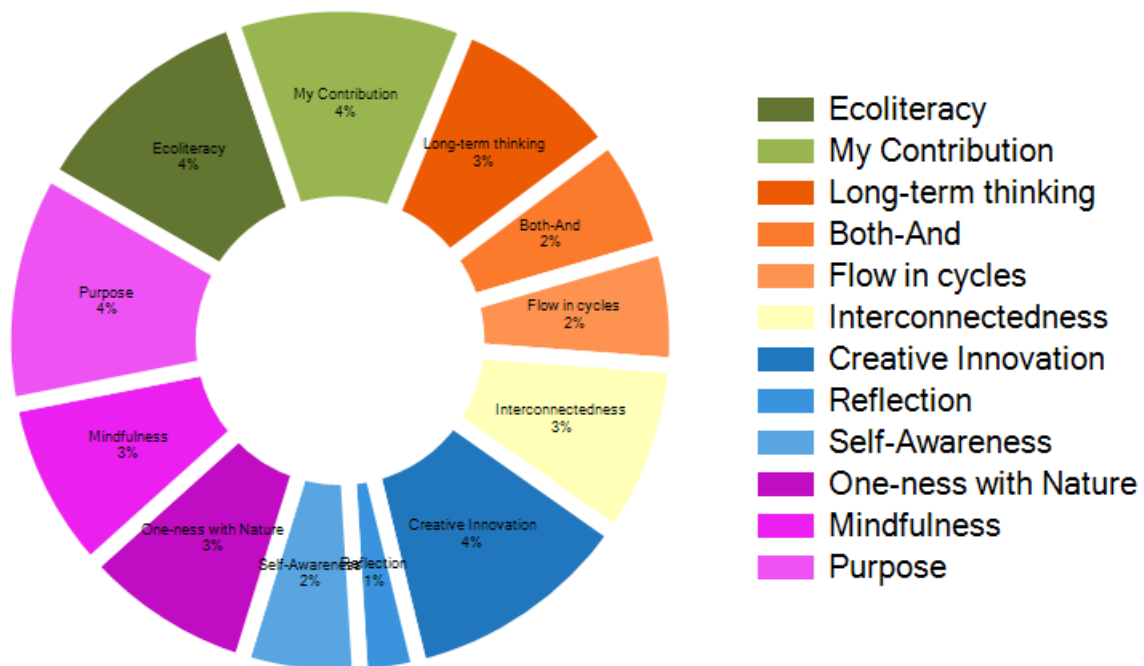 My Contribution
4%
Long-term thinking
3%
Both-And
2%
Flow in cycles
2%
Interconnectedness
3%
Creative Innovation
4%
Reflection
1%
Self-Awareness
2%
One-ness with Nature
3%
Mindfulness
3%
Purpose
4%
Ecoliteracy
4%
Ecoliteracy
My Contribution
Long-term thinking
Both-And
Flow in cycles
Interconnectedness
Creative Innovation
Reflection
Self-Awareness
One-ness with Nature
Mindfulness
Purpose